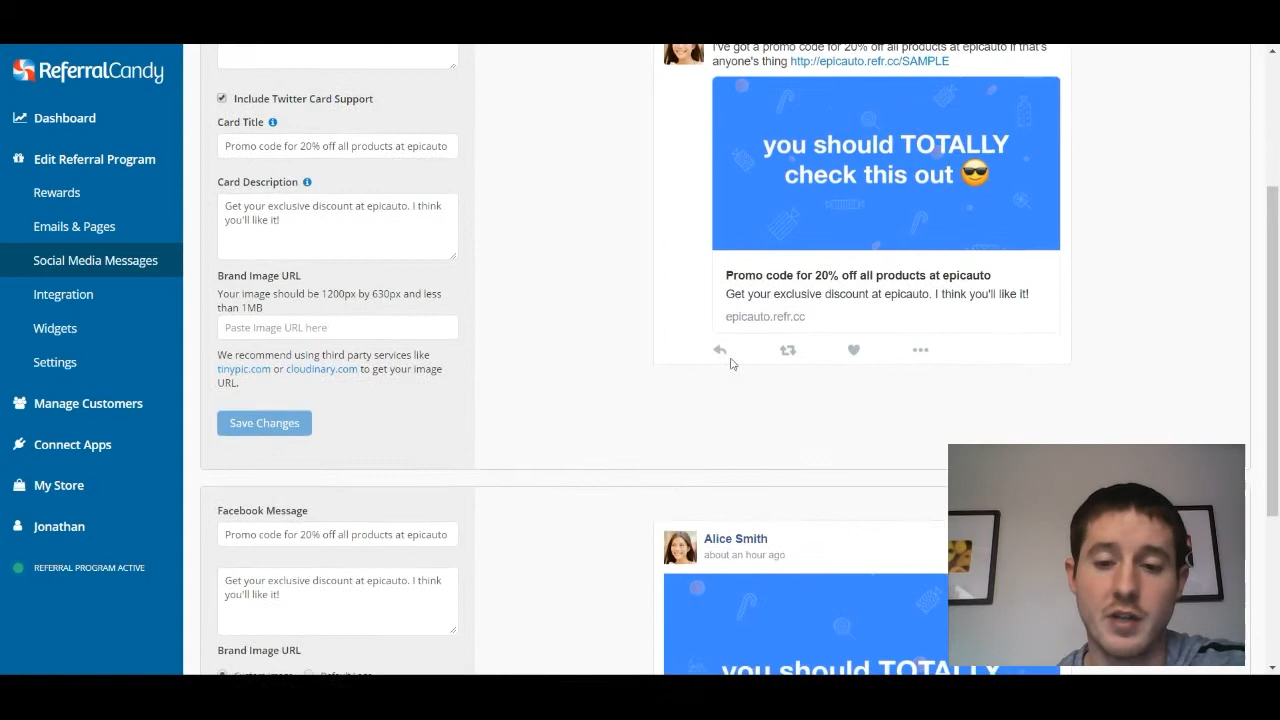 ReferralCandy
Dashboard
Edit Referral Program
Rewards
Emails & Pages
Social Media Messages
Integration
Widgets
Settings
Manage Customers
Connect Apps
My Store
Jonathan
REFERRAL PROGRAM ACTIVE
Include Twitter Card Support
Card Title
Promo code for 20% off all products at epicauto
Card Description
Get your exclusive discount at epicauto. I think
you'll like it!
Brand Image URL
Your image should be 1200px by 630px and less
than 1MB
Paste Image URL here
We recommend using third party services like
tinypic.com or cloudinary.com to get your image
URL.
Save Changes
I've got a promo code for 20% off all products at epicauto if that's
anyone's thing http://epicauto.refr.cc/SAMPLE
you should TOTALLY
check this out 😎
Promo code for 20% off all products at epicauto
Get your exclusive discount at epicauto. I think you'll like it!
epicauto.refr.cc
Facebook Message
Promo code for 20% off all products at epicauto
Get your exclusive discount at epicauto. I think
you'll like it!
Brand Image URL
Alice Smith
about an hour ago
you should TOTALLY